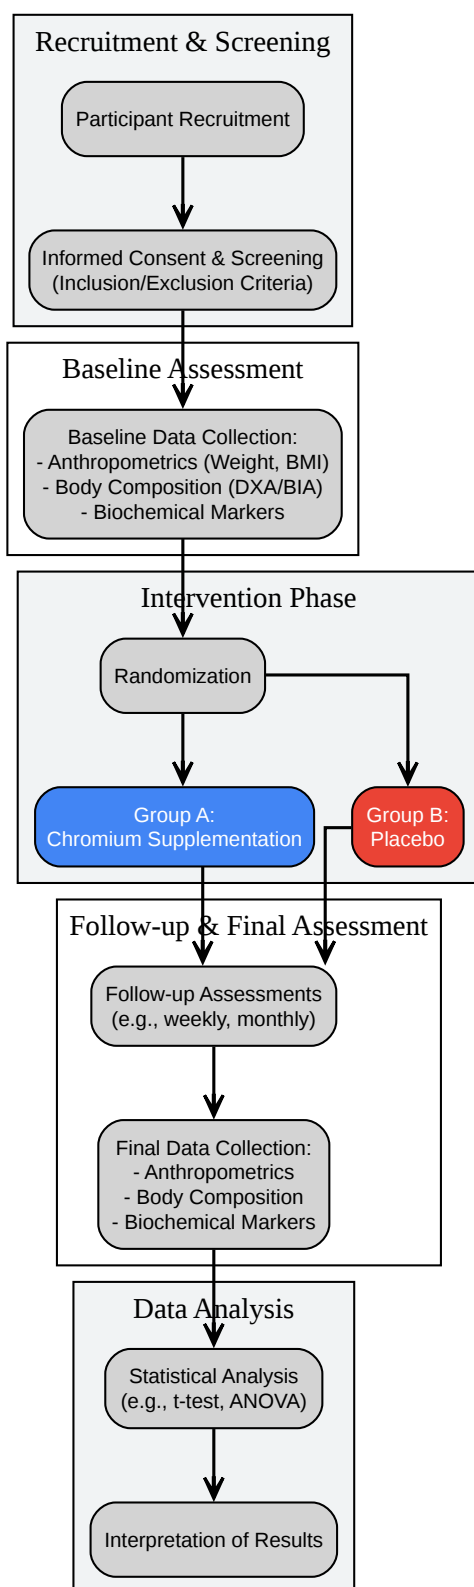 Recruitment & Screening
Participant Recruitment
Informed Consent & Screening
(Inclusion/Exclusion Criteria)
Baseline Assessment
Baseline Data Collection:
- Anthropometrics (Weight, BMI)
- Body Composition (DXA/BIA)
- Biochemical Markers
Intervention Phase
Randomization
Group A:
Chromium Supplementation
Group B:
Placebo
Follow-up & Final Assessment
Follow-up Assessments
(e.g., weekly, monthly)
Final Data Collection:
- Anthropometrics
- Body Composition
- Biochemical Markers
Data Analysis
Statistical Analysis
(e.g., t-test, ANOVA)
Interpretation of Results